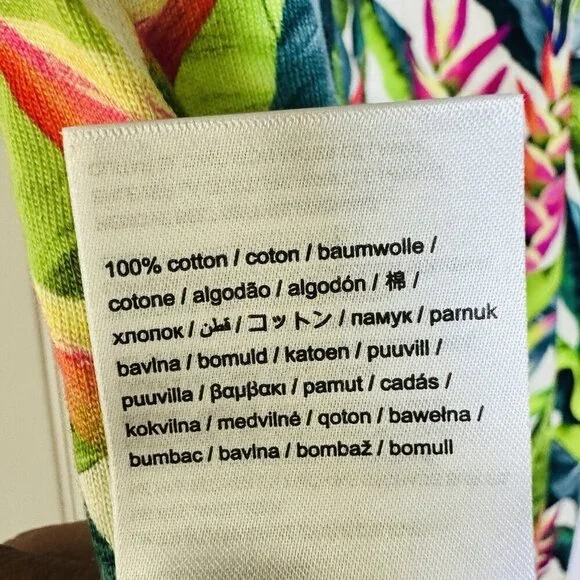 100% cotton / coton / baumwolle /
cotone / algodão / algodón / 棉 /
хлопок / قطن / コットン / памук / parnuk
bavlna / bomuld / katoen / puuvill /
puuvilla / βαμβακι / pamut / cadás /
kokvilna / medvilnė / qoton / bawełna /
bumbac / bavlna / bombaž / bomull